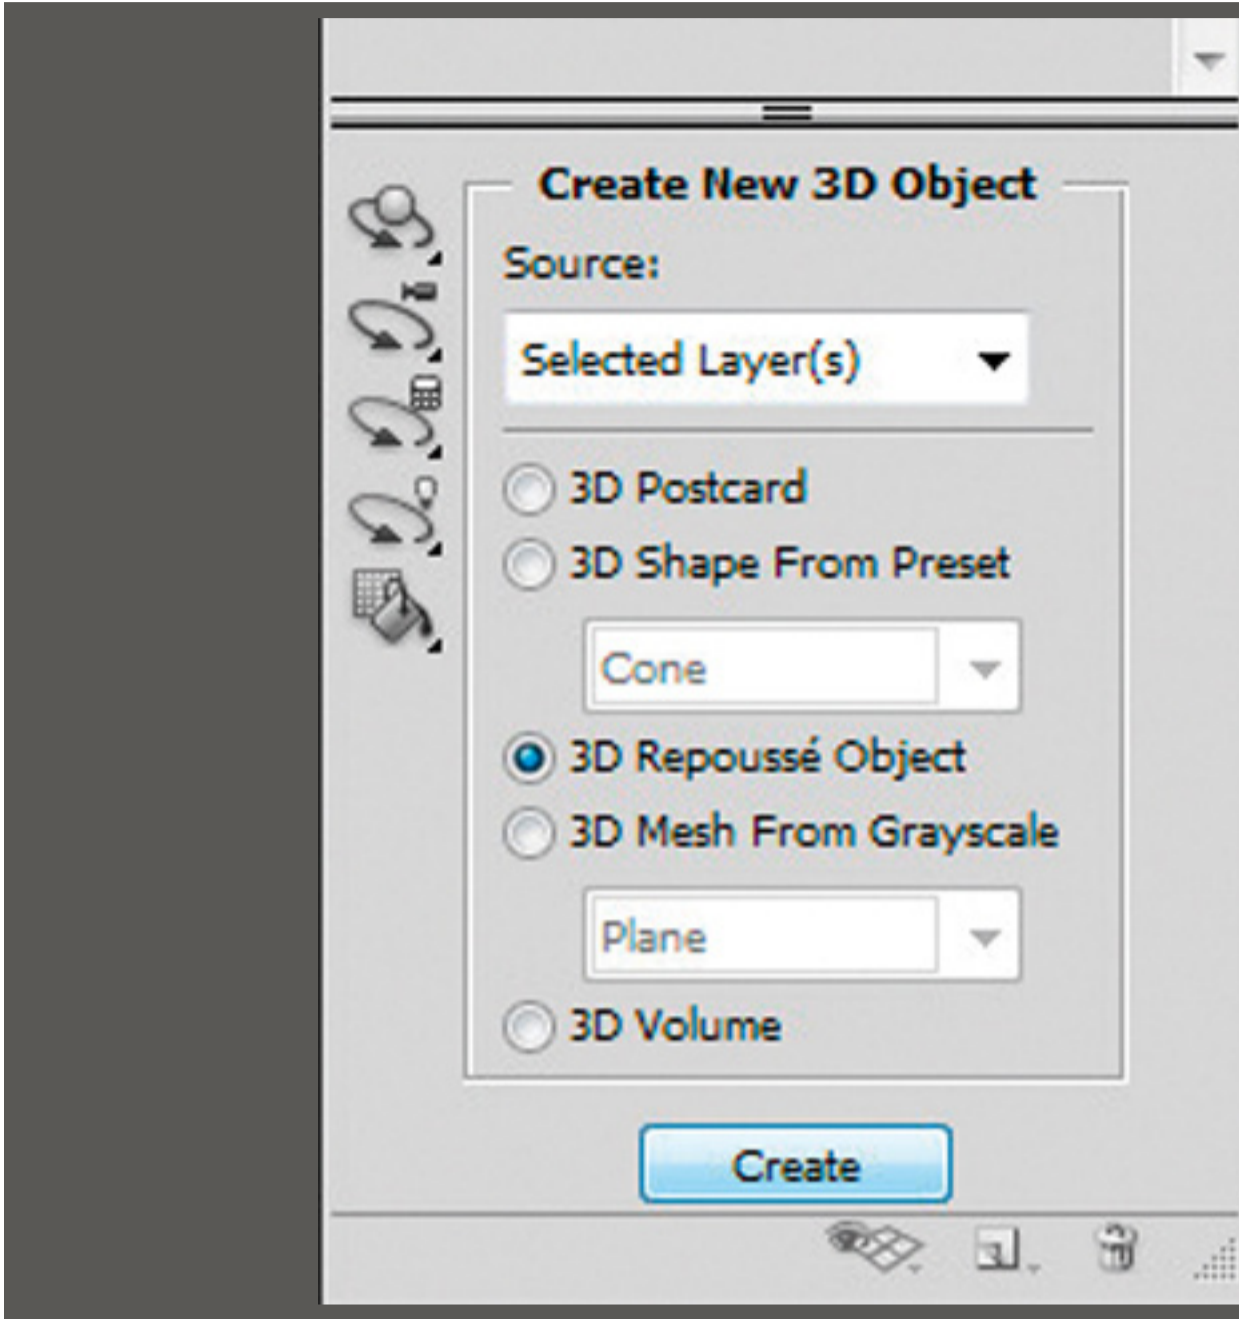 Create New 3D Object
Source:
Selected Layer(s)
3D Postcard
3D Shape From Preset
Cone
3D Repoussé Object
3D Mesh From Grayscale
Plane
3D Volume
Create